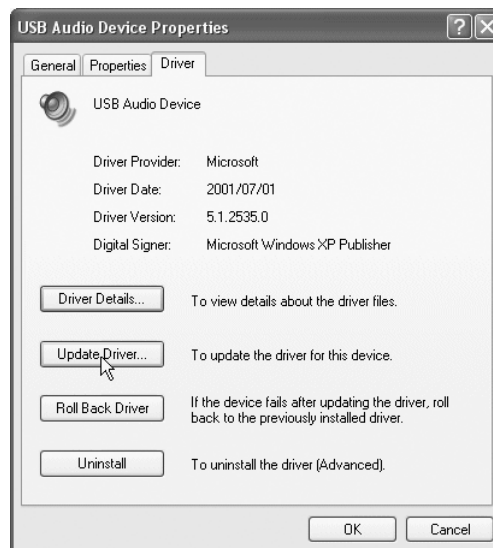 USB Audio Device Properties
General Properties Driver
USB Audio Device
Driver Provider: Microsoft
Driver Date: 2001/07/01
Driver Version: 5.1.2535.0
Digital Signer: Microsoft Windows XP Publisher
Driver Details... To view details about the driver files.
Update Driver... To update the driver for this device.
Roll Back Driver If the device fails after updating the driver, roll
back to the previously installed driver.
Uninstall To uninstall the driver (Advanced).
OK Cancel